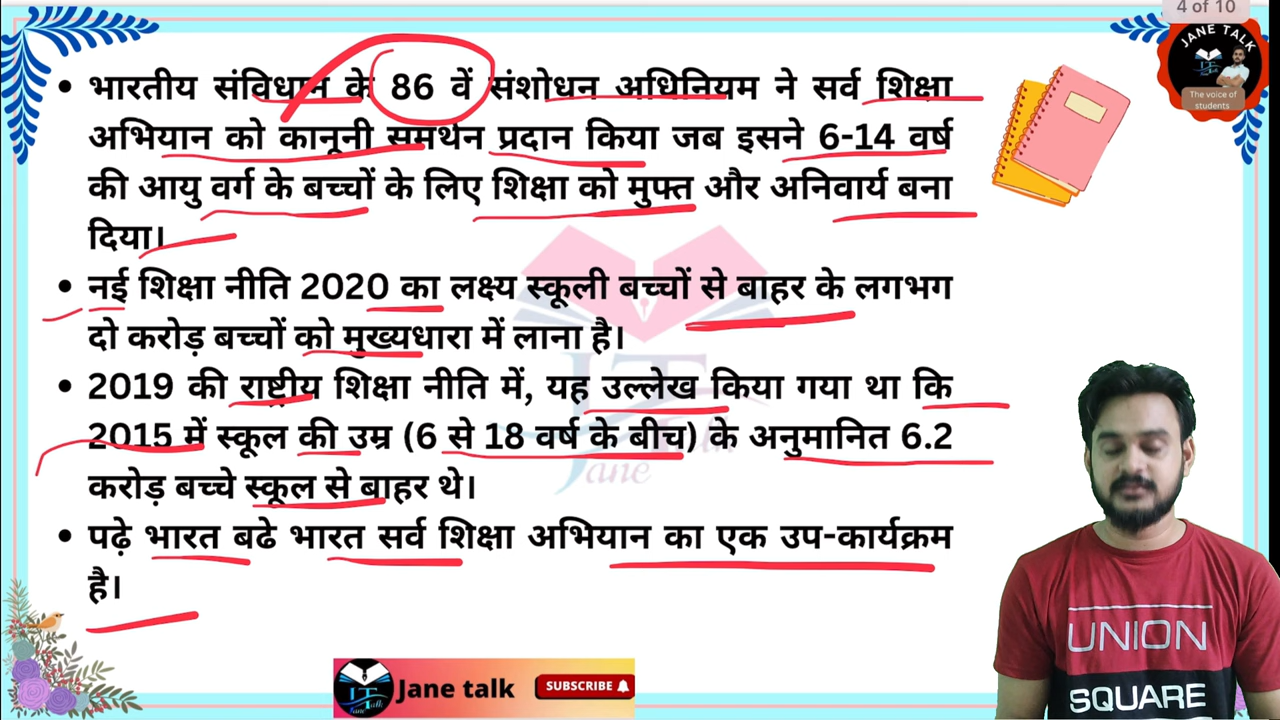 4 of 10
JANE TALK
The voice of
students
भारतीय संविधान के 86 वें संशोधन अधिनियम ने सर्व शिक्षा
अभियान को कानूनी समर्थन प्रदान किया जब इसने 6-14 वर्ष
की आयु वर्ग के बच्चों के लिए शिक्षा को मुफ्त और अनिवार्य बना
दिया।
नई शिक्षा नीति 2020 का लक्ष्य स्कूली बच्चों से बाहर के लगभग
दो करोड़ बच्चों को मुख्यधारा में लाना है।
2019 की राष्ट्रीय शिक्षा नीति में, यह उल्लेख किया गया था कि
2015 में स्कूल की उम्र (6 से 18 वर्ष के बीच) के अनुमानित 6.2
करोड़ बच्चे स्कूल से बाहर थे।
पढ़े भारत बढे भारत सर्व शिक्षा अभियान का एक उप-कार्यक्रम
है।
Jane Talk
UNION
SQUARE
Jane talk
SUBSCRIBE